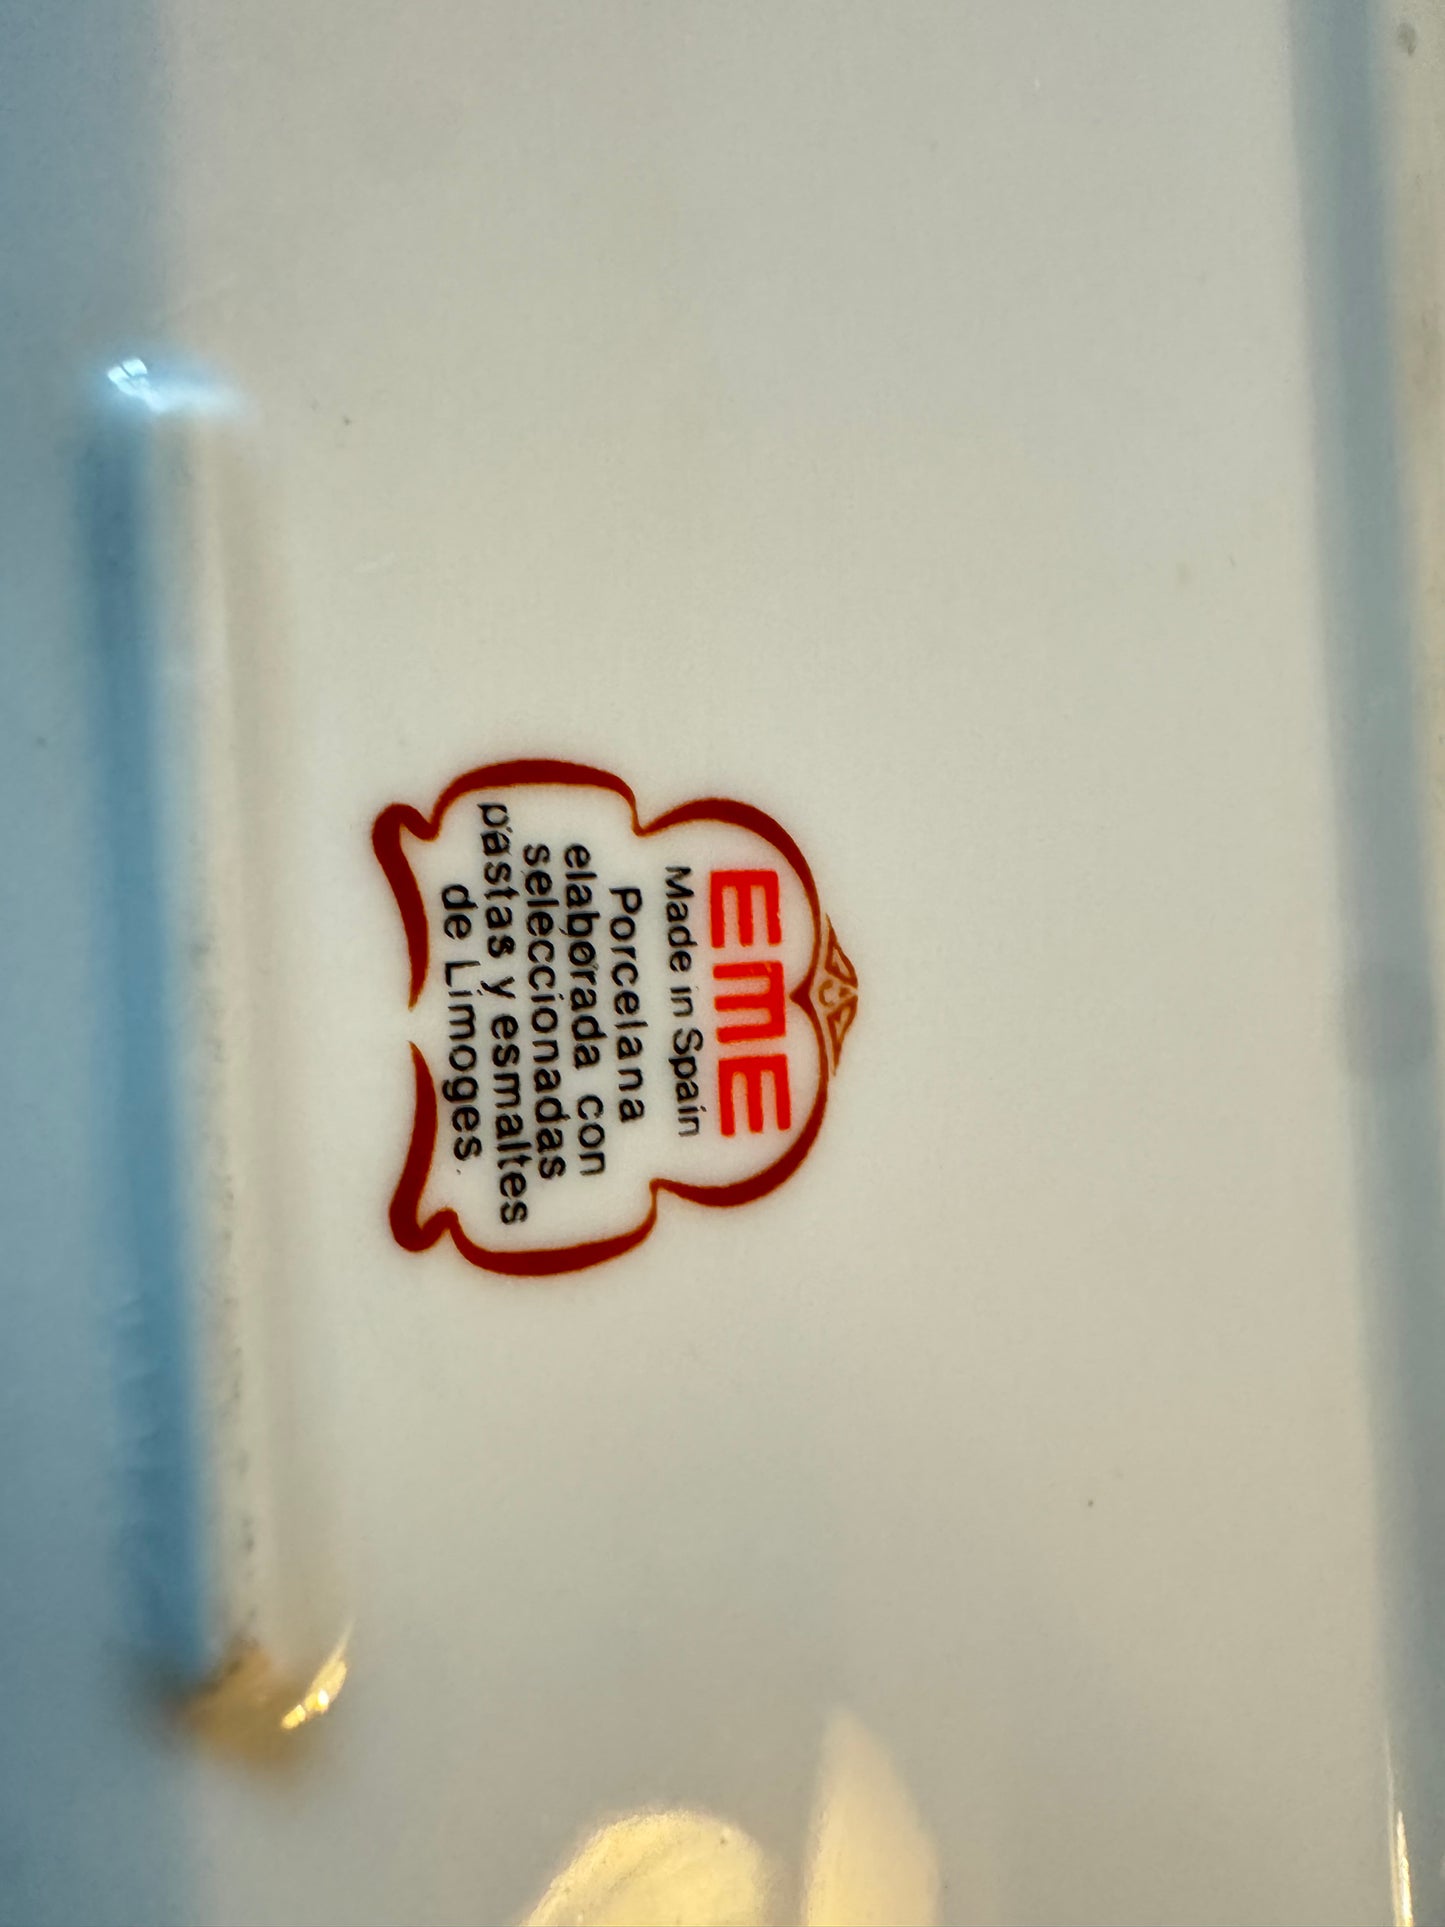 EME
Made in Spain
Porcelana
elaborada con
seleccionadas
pastas y esmaltes
de Limoges.